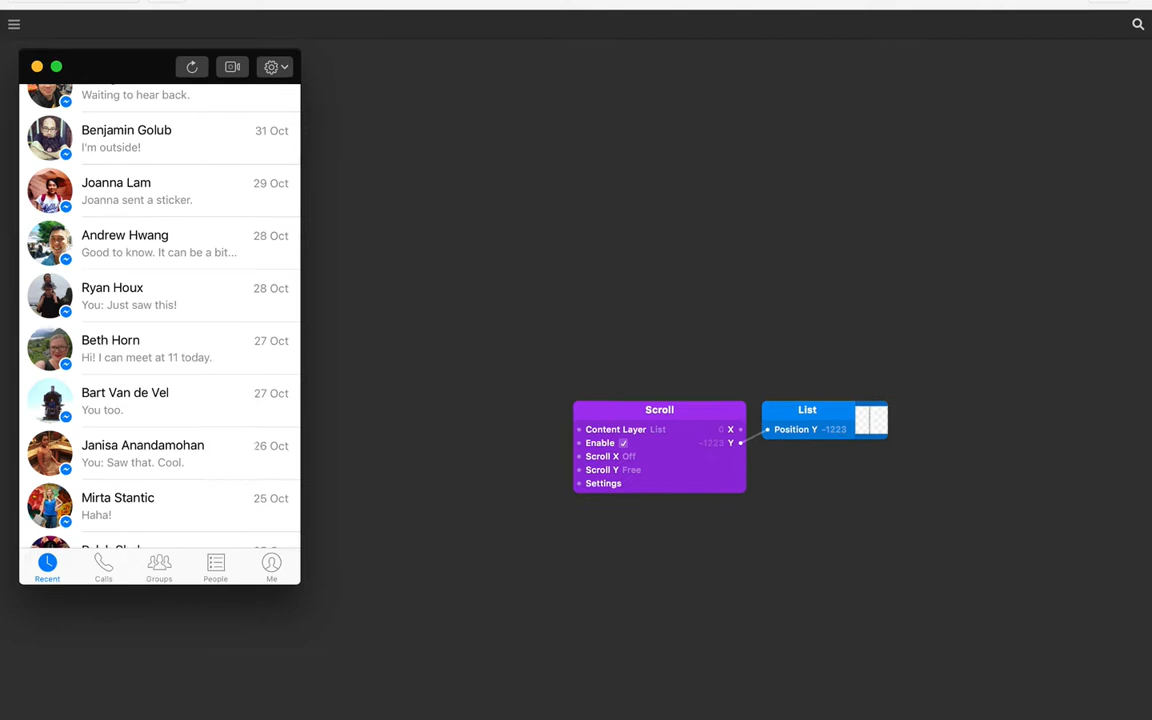 Waiting to hear back.
Benjamin Golub 31 Oct
I'm outside!
Joanna Lam 29 Oct
Joanna sent a sticker.
Andrew Hwang 28 Oct
Good to know. It can be a bit...
Ryan Houx 28 Oct
You: Just saw this!
Beth Horn 27 Oct
Hi! I can meet at 11 today.
Bart Van de Vel 27 Oct
You too.
Janisa Anandamohan 26 Oct
You: Saw that. Cool.
Mirta Stantic 25 Oct
Haha!
Recent Calls Groups People Me
Scroll
Content Layer List 0 X
Enable -1223 Y
Scroll X Off
Scroll Y Free
Settings
List
Position Y -1223